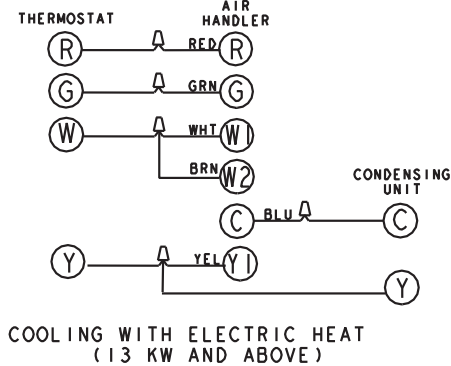 THERMOSTAT
AIR
HANDLER
R RED R
G GRN G
W WHT W1
BRN W2
CONDENSING
UNIT
C BLU C
Y YEL Y1
Y
COOLING WITH ELECTRIC HEAT
(13 KW AND ABOVE)